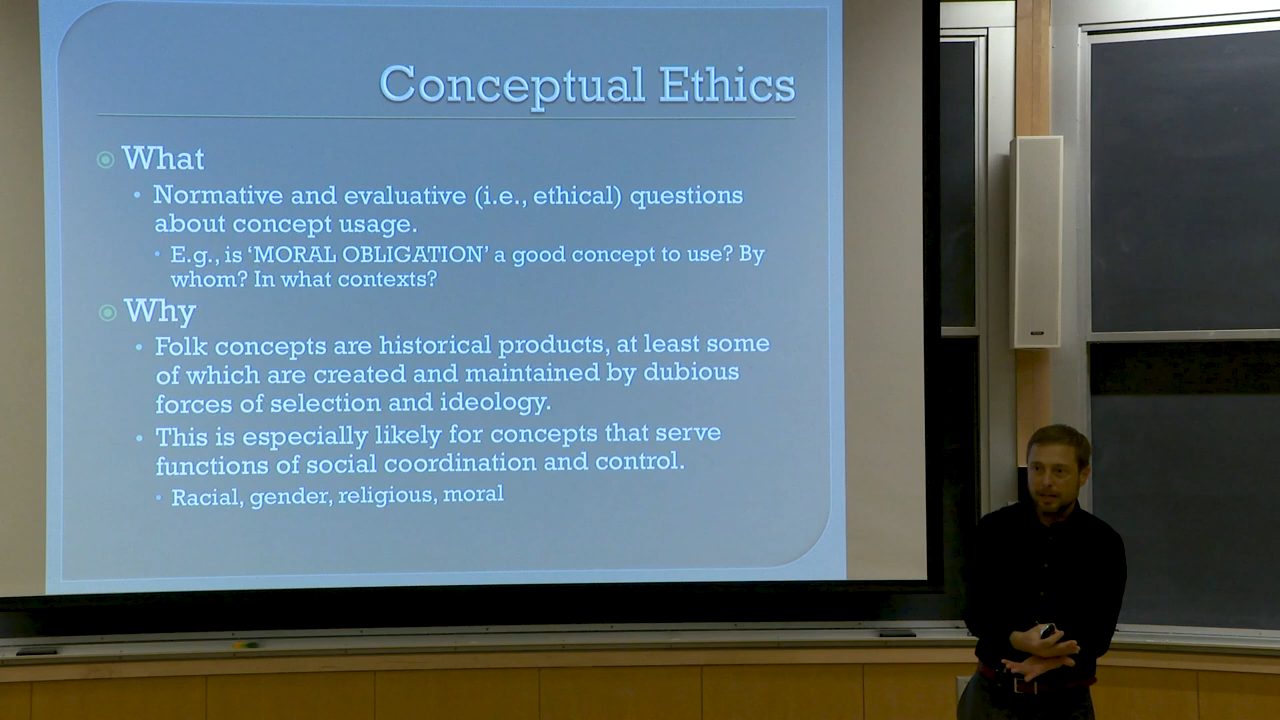 Conceptual Ethics
What
Normative and evaluative (i.e., ethical) questions
about concept usage.
E.g., is ‘MORAL OBLIGATION’ a good concept to use? By
whom? In what contexts?
Why
Folk concepts are historical products, at least some
of which are created and maintained by dubious
forces of selection and ideology.
This is especially likely for concepts that serve
functions of social coordination and control.
Racial, gender, religious, moral